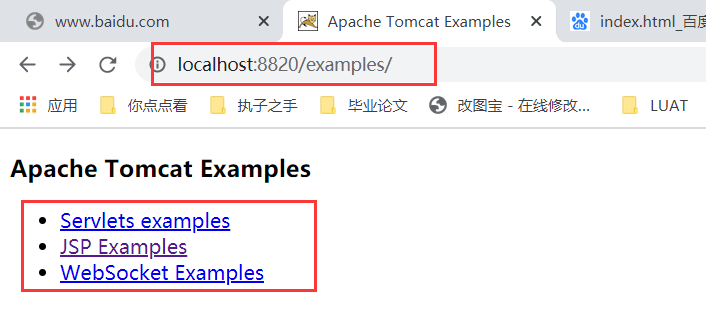 www.baidu.com
Apache Tomcat Examples
index.html_百度
localhost:8820/examples/
应用 你点点看 执子之手 毕业论文 改图宝 - 在线修改... LUAT
Apache Tomcat Examples
Servlets examples
JSP Examples
WebSocket Examples